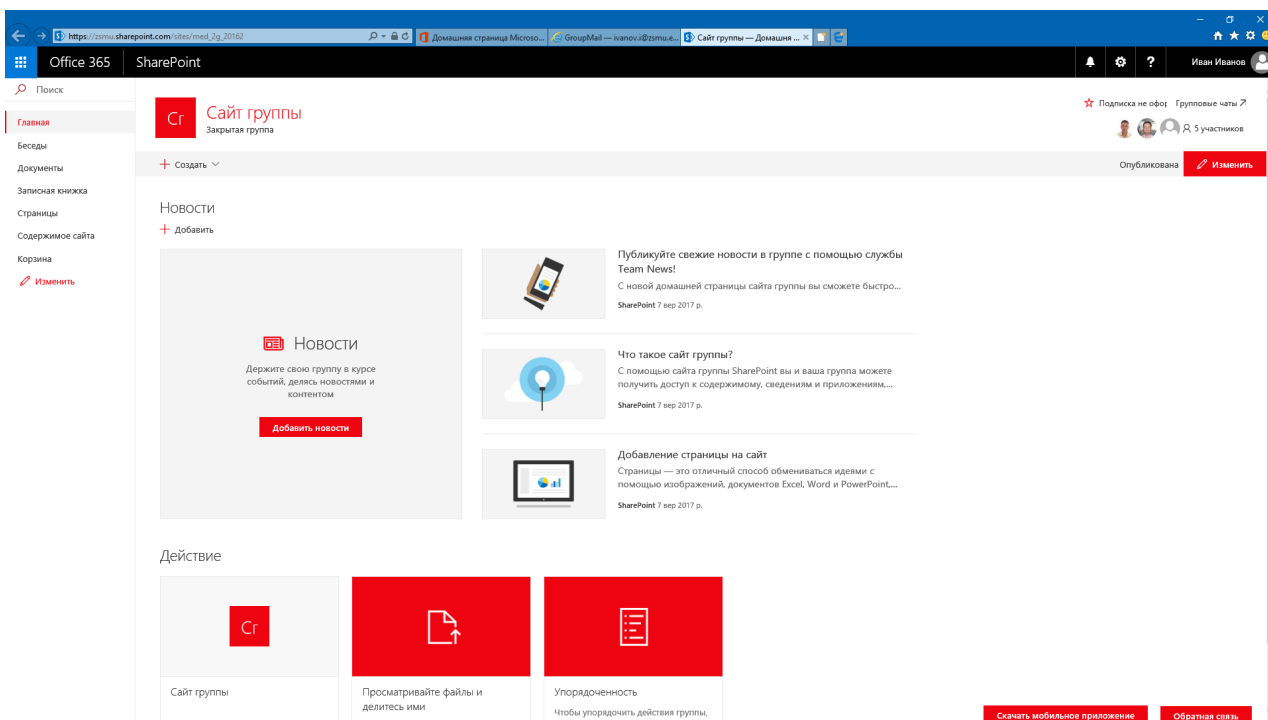 https://zsmu.sharepoint.com/sites/med_2g_20162
Домашняя страница Microso...
GroupMail — ivanov.i@zsmu.e...
Сайт группы — Домашня ...
Office 365
SharePoint
?
Иван Иванов
Поиск
Главная
Беседы
Документы
Записная книжка
Страницы
Содержимое сайта
Корзина
Изменить
Сг
Сайт группы
Закрытая группа
Подписка не офор
Групповые чаты
5 участников
Создать
Опубликована
Изменить
Новости
Добавить
Новости
Держите свою группу в курсе
событий, делясь новостями и
контентом
Добавить новости
Публикуйте свежие новости в группе с помощью службы
Team News!
С новой домашней страницы сайта группы вы сможете быстро...
SharePoint 7 вер 2017 р.
Что такое сайт группы?
С помощью сайта группы SharePoint вы и ваша группа можете
получить доступ к содержимому, сведениям и приложениям,...
SharePoint 7 вер 2017 р.
Добавление страницы на сайт
Страницы — это отличный способ обмениваться идеями с
помощью изображений, документов Excel, Word и PowerPoint,...
SharePoint 7 вер 2017 р.
Действие
Сг
Сайт группы
Просматривайте файлы и
делитесь ими
Упорядоченность
Чтобы упорядочить действия группы,
Скачать мобильное приложение
Обратная связь